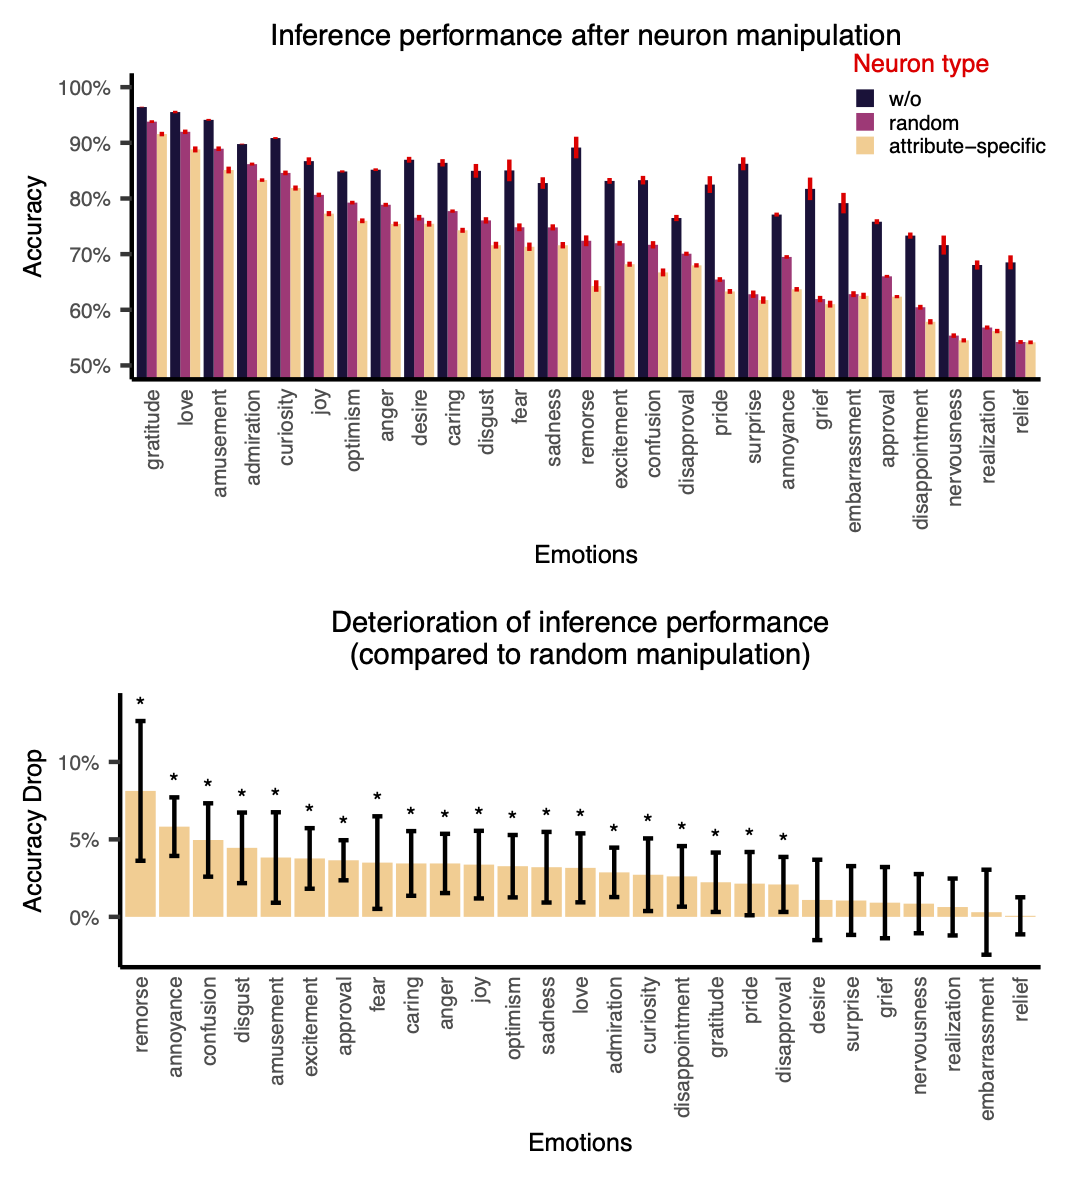 Inference performance after neuron manipulation
Neuron type
w/o
random
attribute−specific
100%
90%
80%
70%
60%
50%
Accuracy
gratitude
love
amusement
admiration
curiosity
joy
optimism
anger
desire
caring
disgust
fear
sadness
remorse
excitement
confusion
disapproval
pride
surprise
annoyance
grief
embarrassment
approval
disappointment
nervousness
realization
relief
Emotions
Deterioration of inference performance
(compared to random manipulation)
10%
5%
0%
Accuracy Drop
* * * * * * * * * * * * * * * * * * * *
remorse
annoyance
confusion
disgust
amusement
excitement
approval
fear
caring
anger
joy
optimism
sadness
love
admiration
curiosity
disappointment
gratitude
pride
disapproval
desire
surprise
grief
nervousness
realization
embarrassment
relief
Emotions